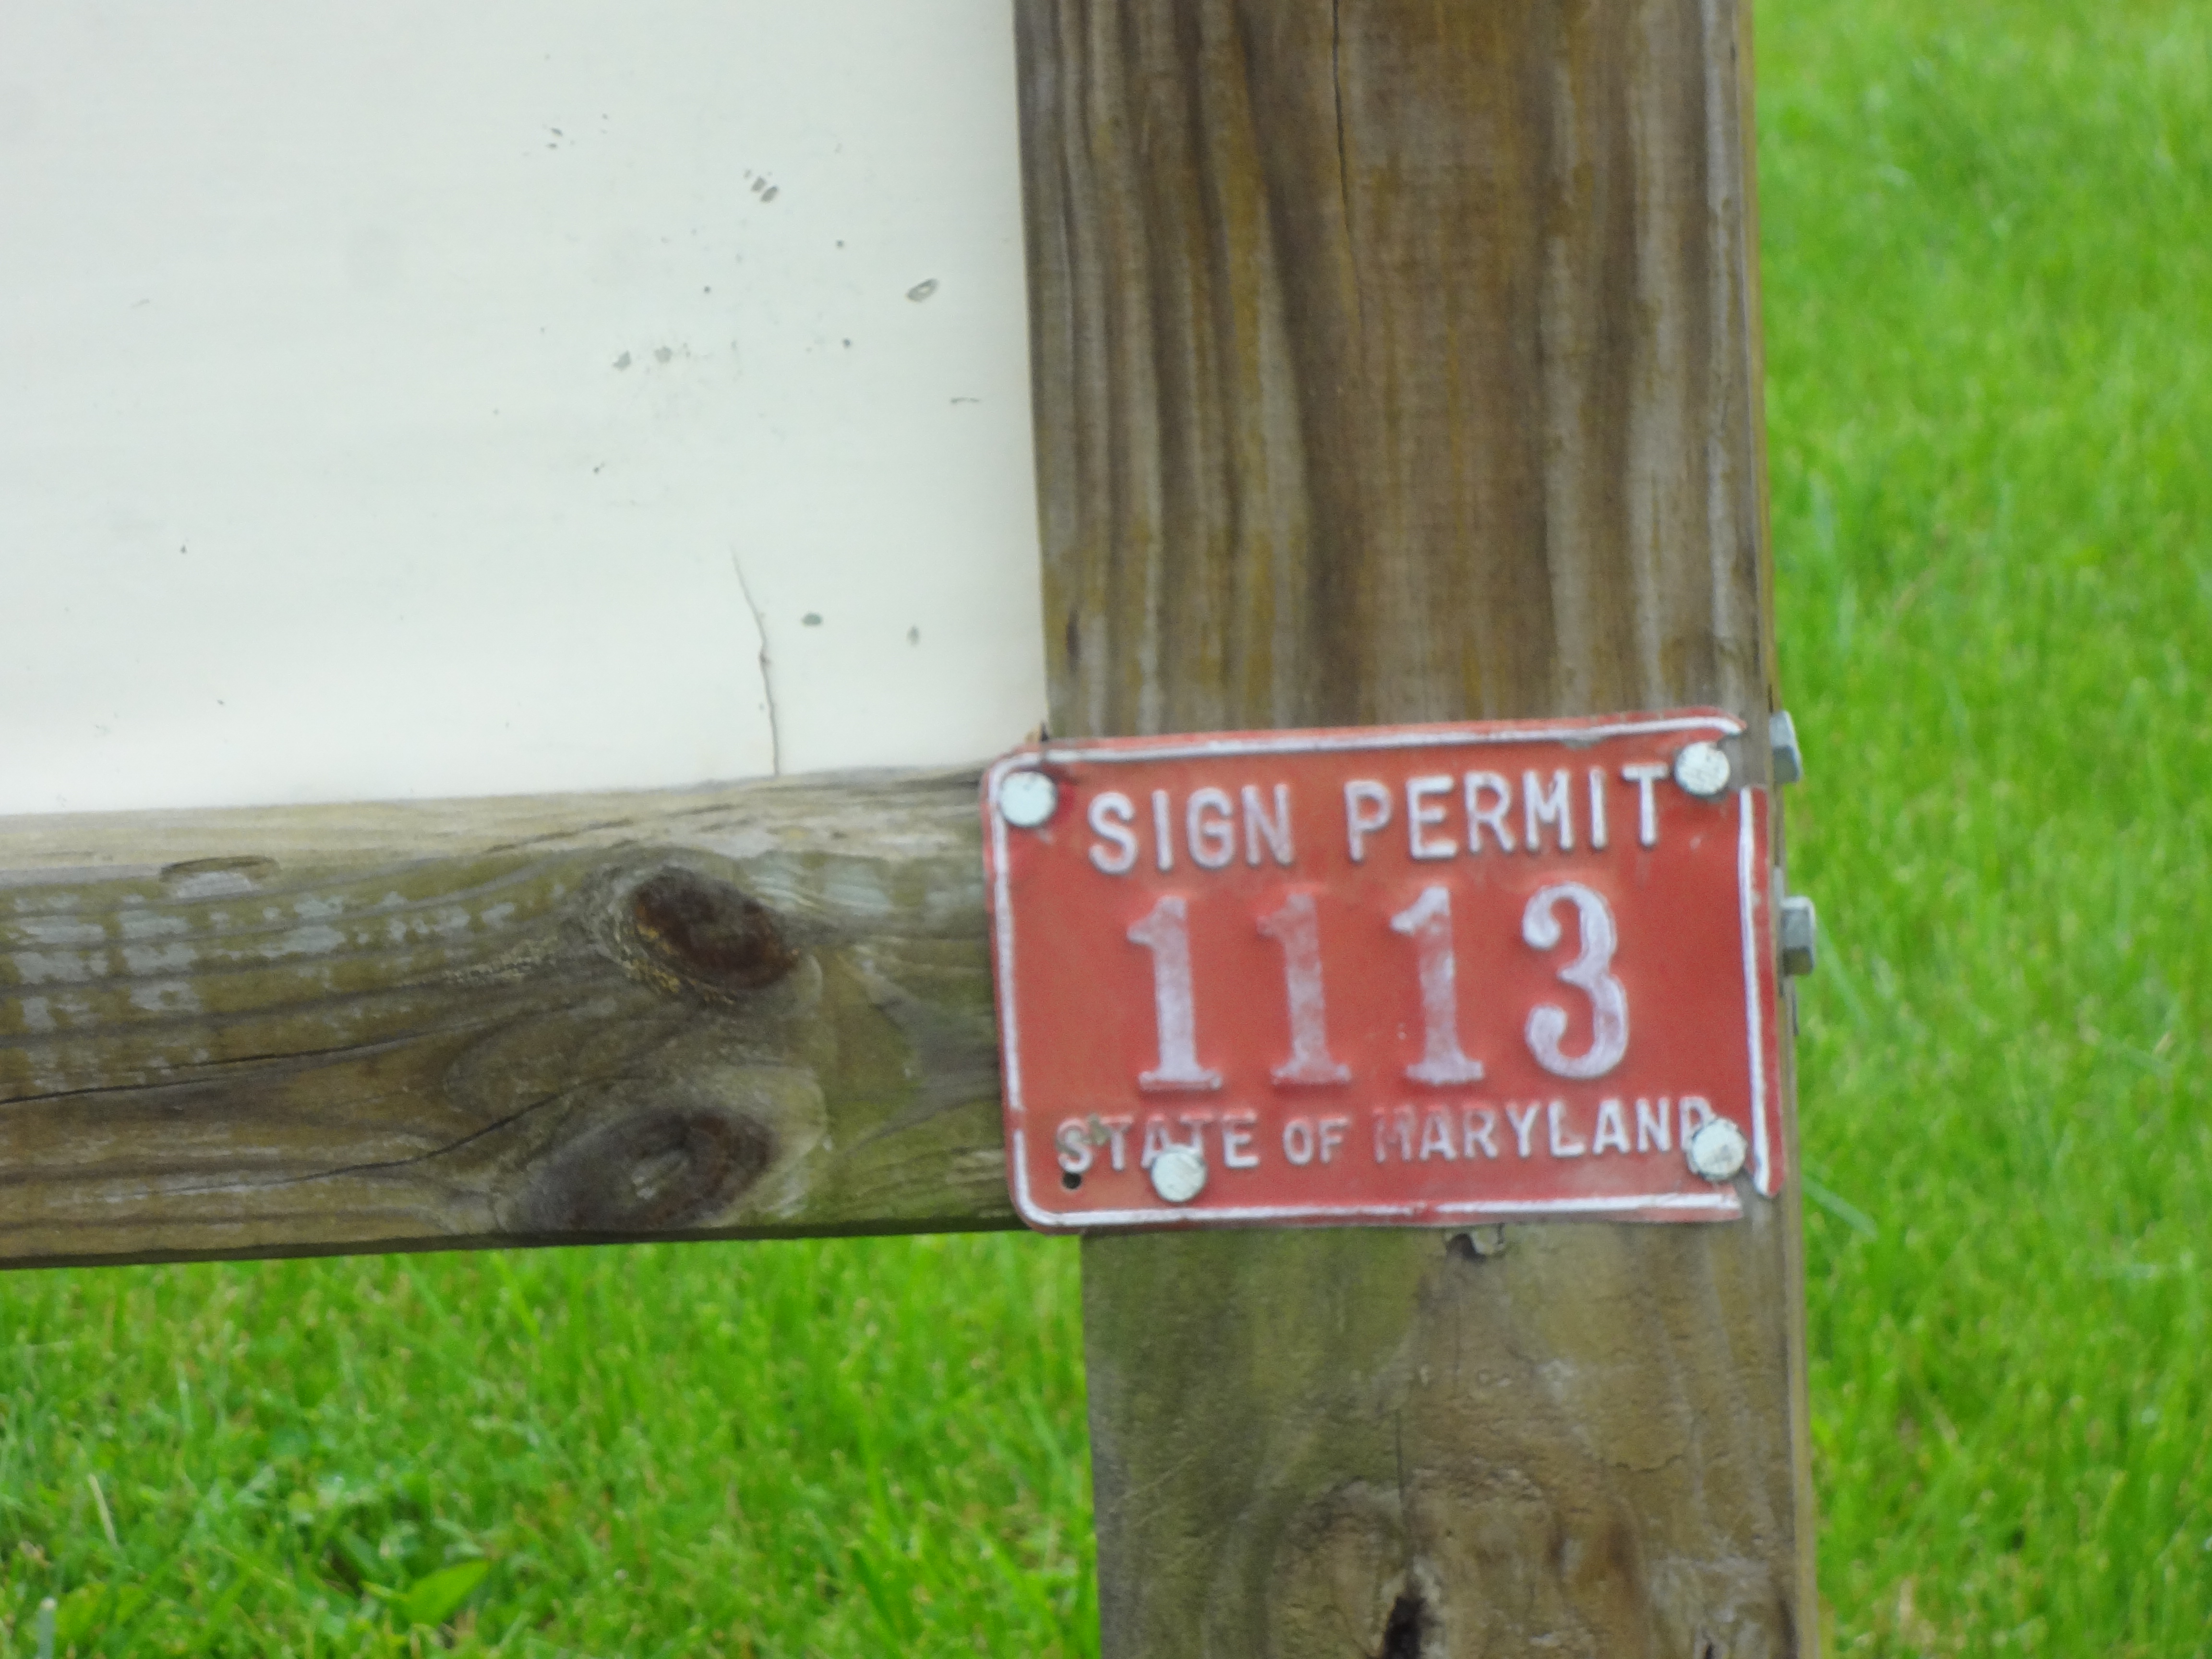 SIGN PERMIT
1113
STATE OF MARYLAND